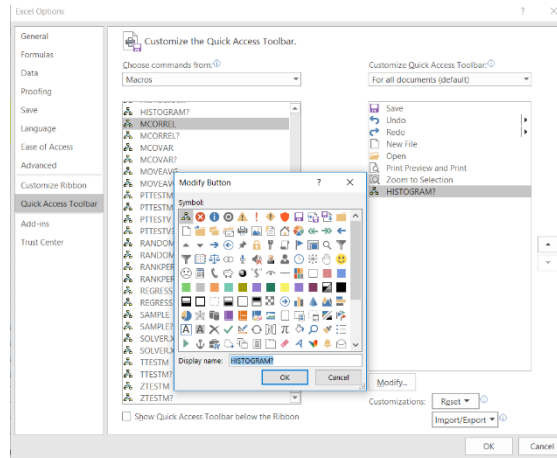 Excel Options
?
General
Formulas
Data
Proofing
Save
Language
Ease of Access
Advanced
Customize Ribbon
Quick Access Toolbar
Add-ins
Trust Center
Customize the Quick Access Toolbar.
Choose commands from:
Macros
HISTOGRAM?
MCORREL
MCORREL?
MCOVAR
MCOVAR?
MOVEAVG
MOVEAV
PTTESTM
PTTESTM
PTTESTV
PTTESTV
RANDOM
RANDOM
RANKPER
RANKPER
REGRESS
REGRESS
SAMPLE
SAMPLE?
SOLVER.X
SOLVER.X
TTESTM
TTESTM?
ZTESTM
ZTESTM?
Show Quick Access Toolbar below the Ribbon
Customize Quick Access Toolbar:
For all documents (default)
Save
Undo
Redo
New File
Open
Print Preview and Print
Zoom to Selection
HISTOGRAM?
Modify...
Customizations:
Reset
Import/Export
OK
Cancel
Modify Button
?
Symbol:
Display name:
HISTOGRAM?
OK
Cancel